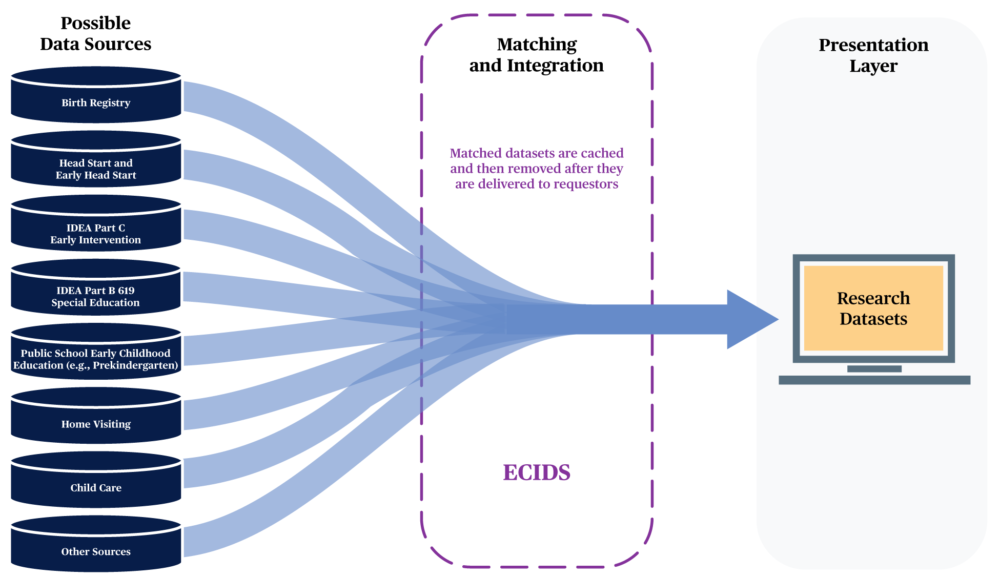 Possible
Data Sources
Birth Registry
Head Start and
Early Head Start
IDEA Part C
Early Intervention
IDEA Part B 619
Special Education
Public School Early Childhood
Education (e.g., Prekindergarten)
Home Visiting
Child Care
Other Sources
Matching
and Integration
Matched datasets are cached
and then removed after they
are delivered to requestors
ECIDS
Presentation
Layer
Research
Datasets